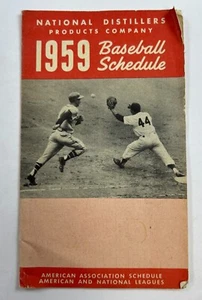 NATIONAL DISTILLERS
PRODUCTS COMPANY
1959 Baseball
Schedule
44
AMERICAN ASSOCIATION SCHEDULE
AMERICAN AND NATIONAL LEAGUES